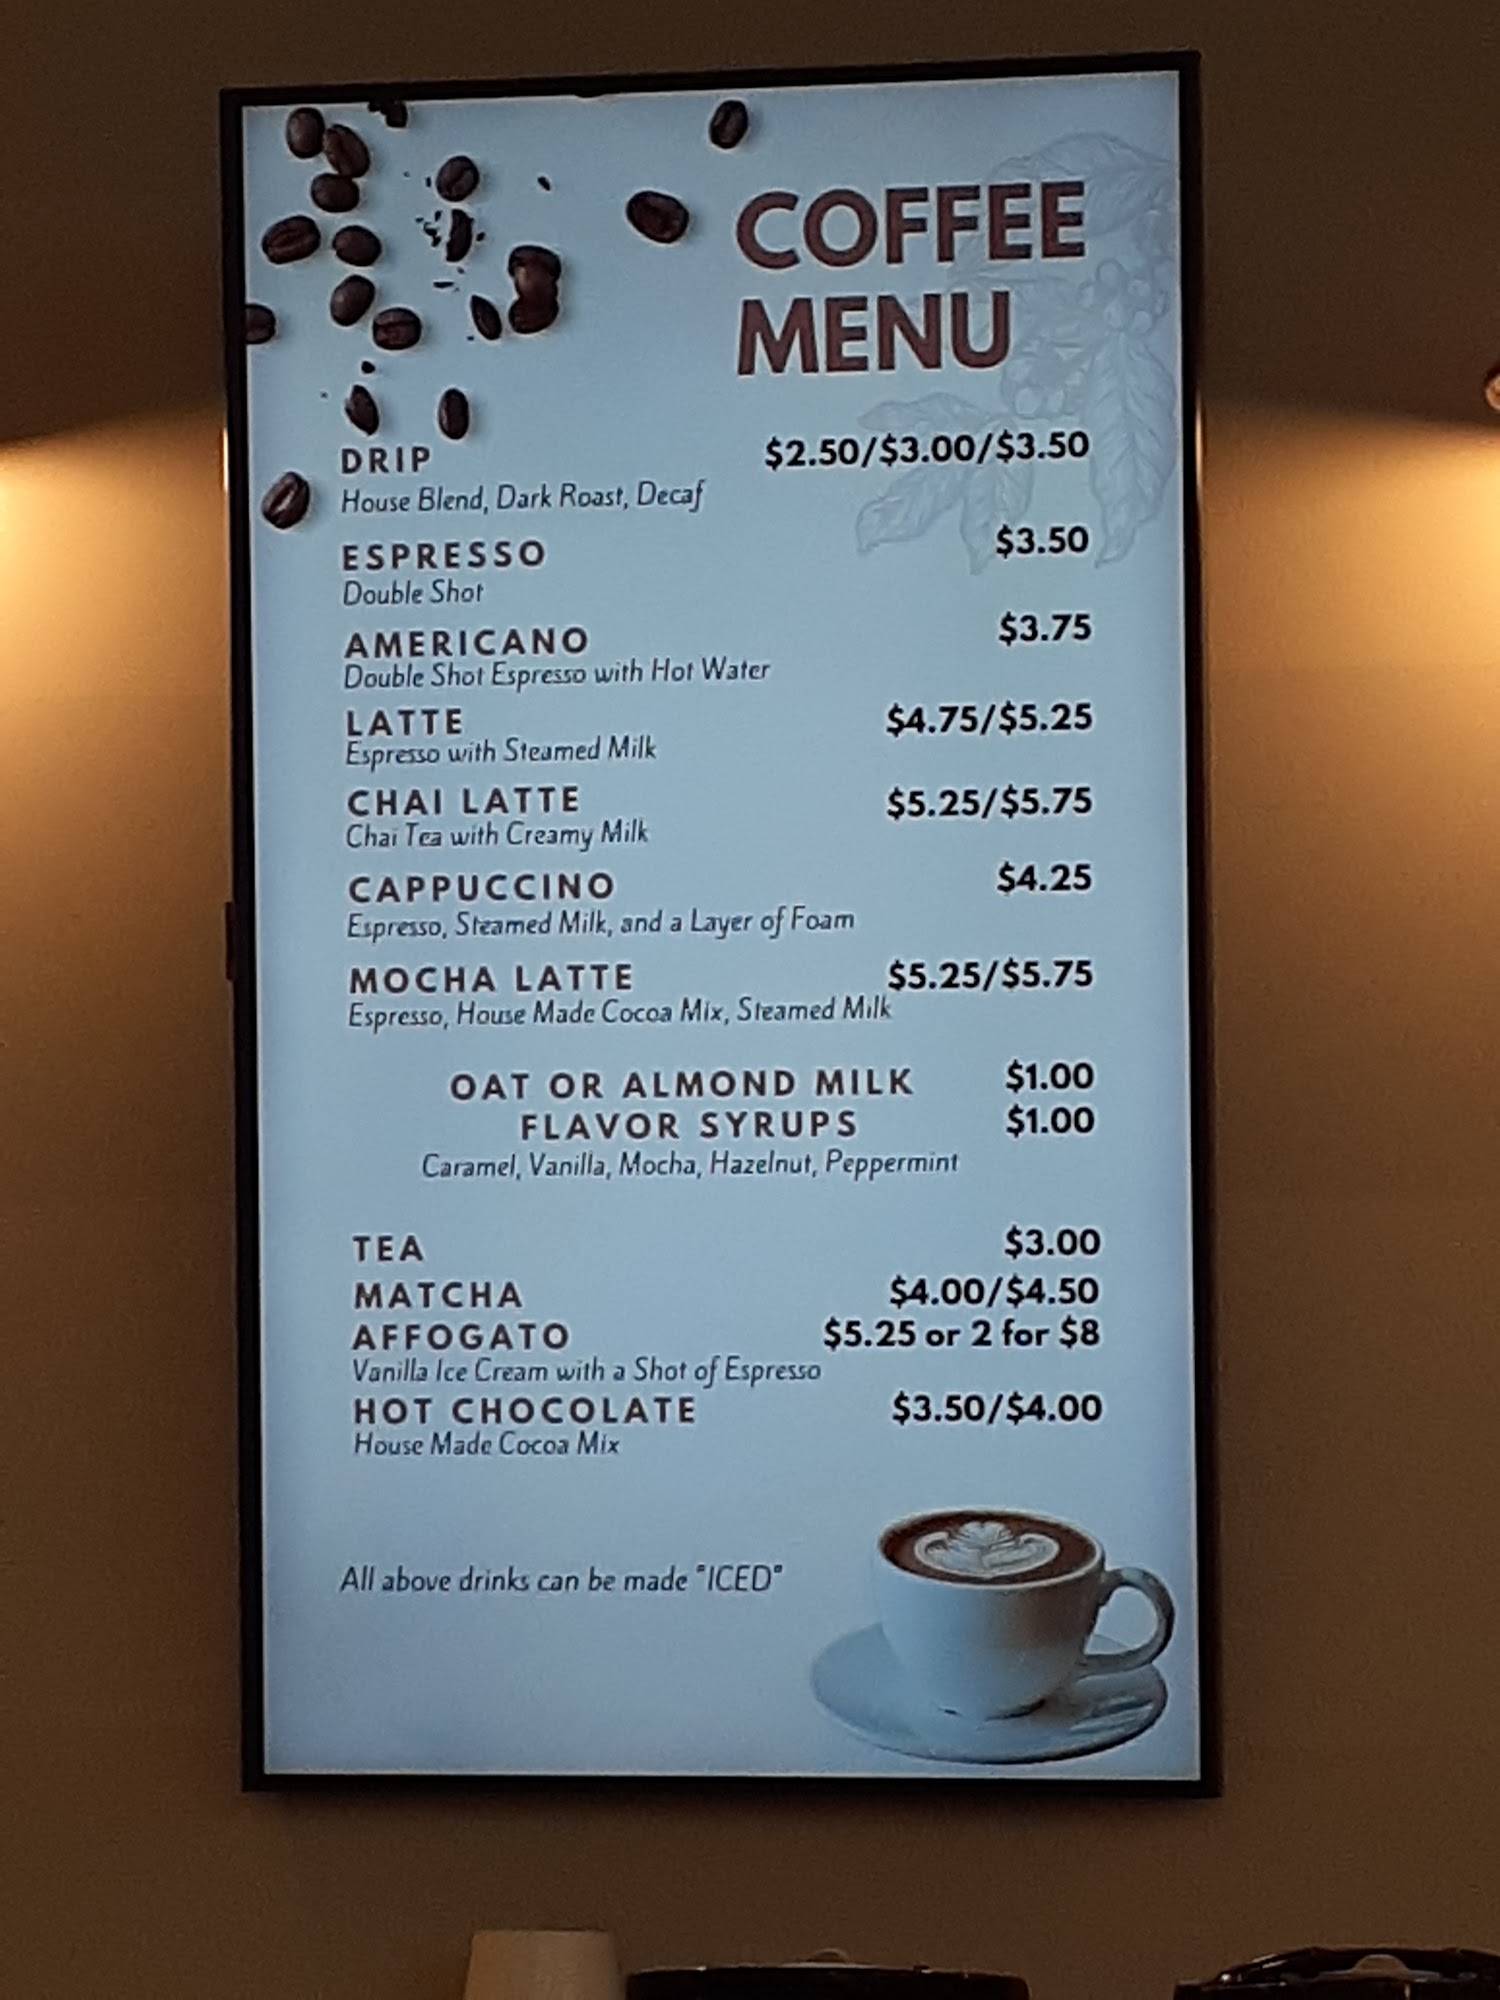 COFFEE
MENU
DRIP $2.50/$3.00/$3.50
House Blend, Dark Roast, Decaf
ESPRESSO $3.50
Double Shot
AMERICANO $3.75
Double Shot Espresso with Hot Water
LATTE $4.75/$5.25
Espresso with Steamed Milk
CHAI LATTE $5.25/$5.75
Chai Tea with Creamy Milk
CAPPUCCINO $4.25
Espresso, Steamed Milk, and a Layer of Foam
MOCHA LATTE $5.25/$5.75
Espresso, House Made Cocoa Mix, Steamed Milk
OAT OR ALMOND MILK $1.00
FLAVOR SYRUPS $1.00
Caramel, Vanilla, Mocha, Hazelnut, Peppermint
TEA $3.00
MATCHA $4.00/$4.50
AFFOGATO $5.25 or 2 for $8
Vanilla Ice Cream with a Shot of Espresso
HOT CHOCOLATE $3.50/$4.00
House Made Cocoa Mix
All above drinks can be made "ICED"